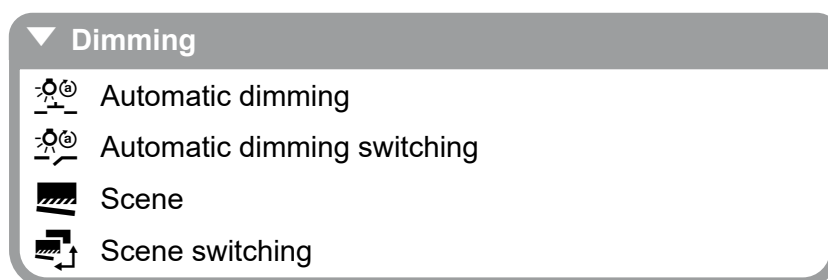 Dimming
Automatic dimming
Automatic dimming switching
Scene
Scene switching